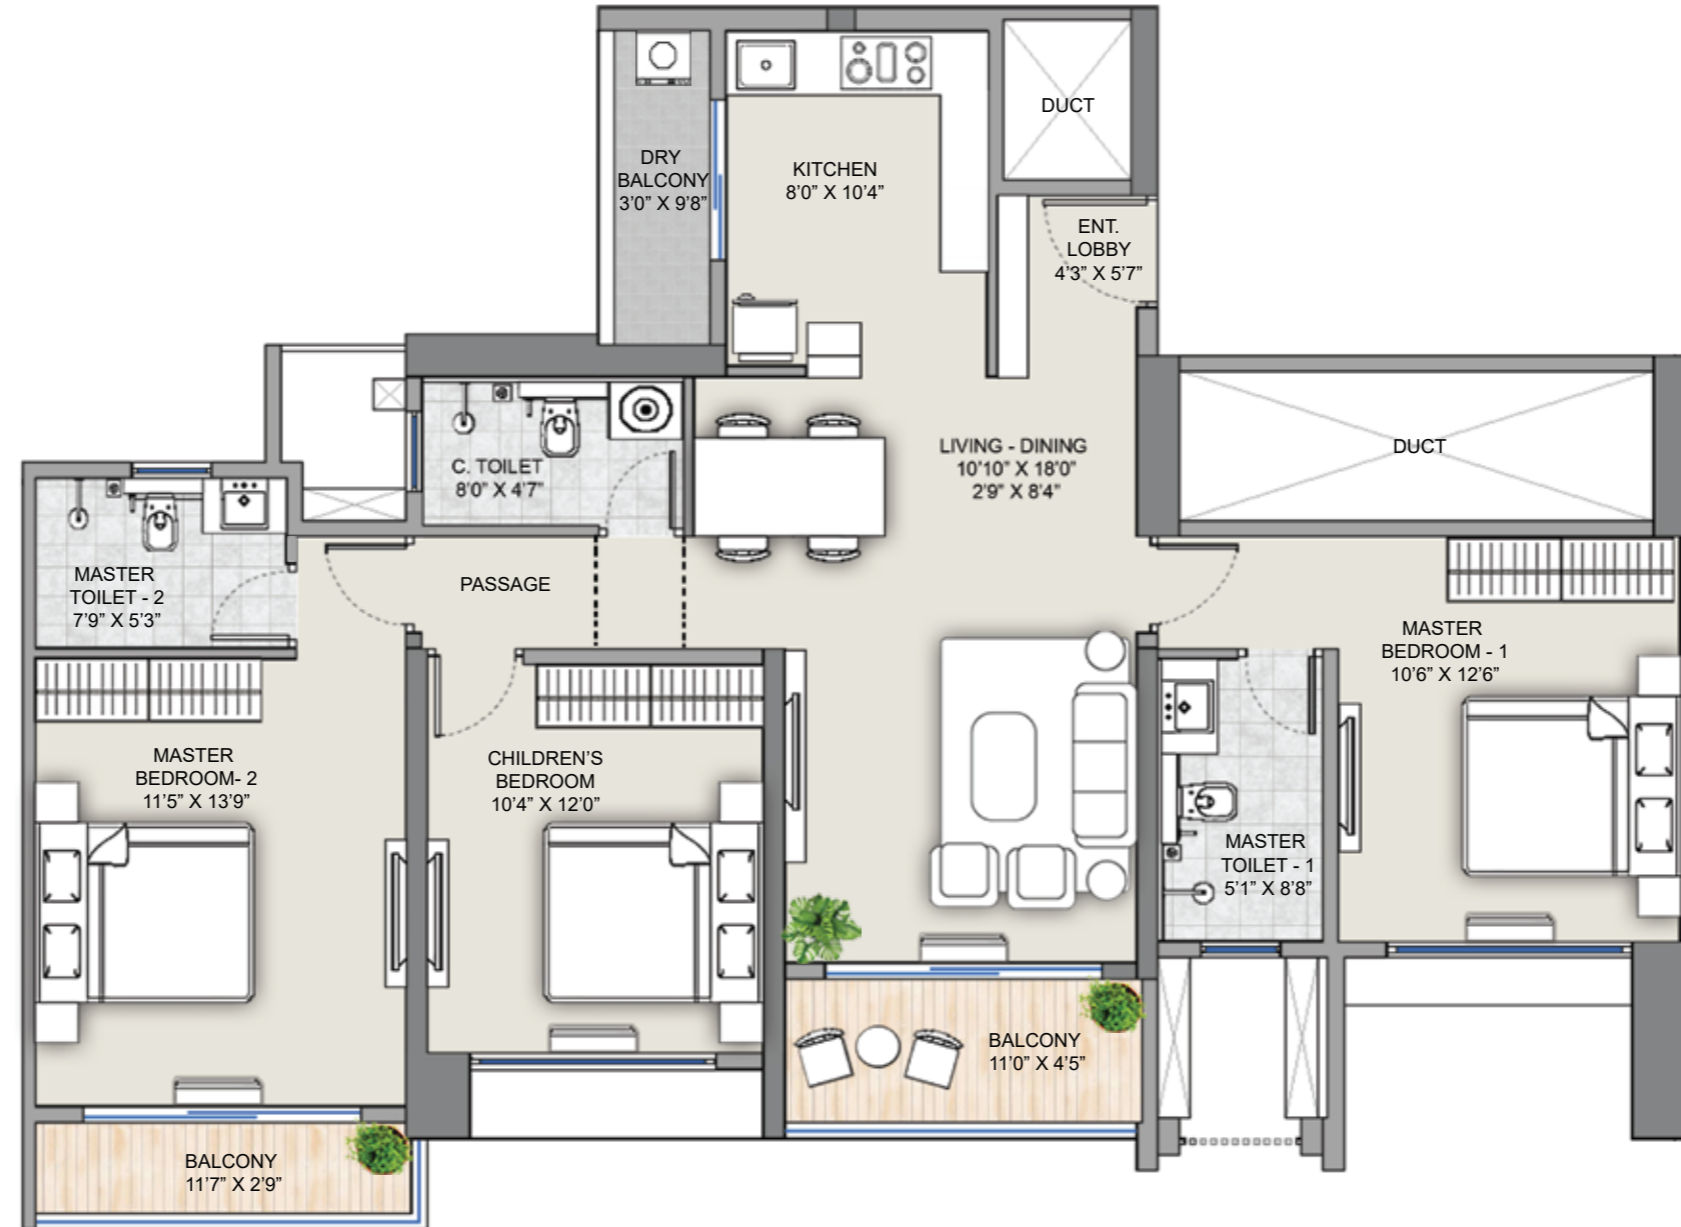 DUCT
DRY
BALCONY
3’0” X 9’8”
KITCHEN
8’0” X 10’4”
ENT.
LOBBY
4’3” X 5’7”
LIVING - DINING
10’10” X 18’0”
2’9” X 8’4”
DUCT
C. TOILET
8’0” X 4’7”
MASTER
TOILET - 2
7’9” X 5’3”
PASSAGE
MASTER
BEDROOM - 1
10’6” X 12’6”
MASTER
BEDROOM- 2
11’5” X 13’9”
CHILDREN’S
BEDROOM
10’4” X 12’0”
MASTER
TOILET - 1
5’1” X 8’8”
BALCONY
11’0” X 4’5”
BALCONY
11’7” X 2’9”